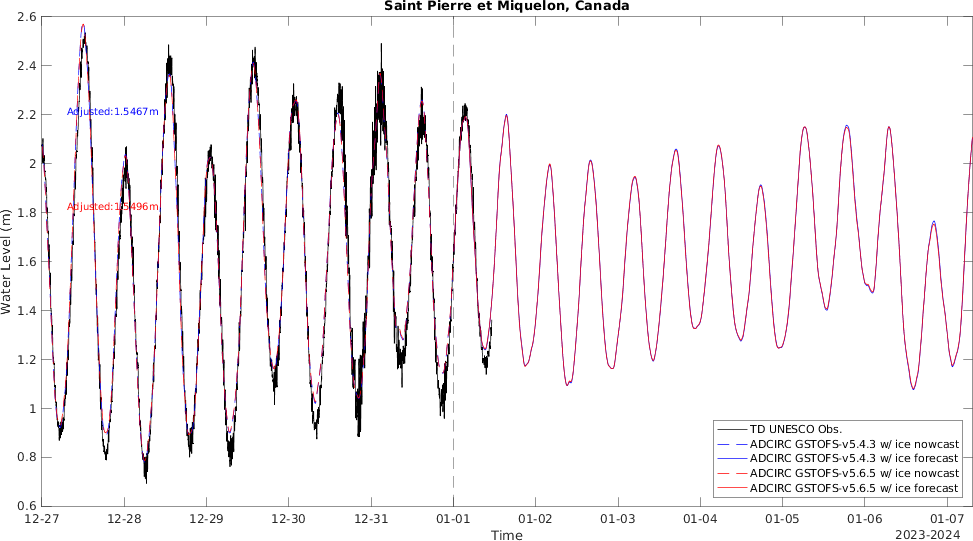 Saint Pierre et Miquelon, Canada
2.6
2.4
2.2
2
1.8
1.6
1.4
1.2
1
0.8
0.6
Water Level (m)
Adjusted:1.5467m
Adjusted:1.5496m
TD UNESCO Obs.
ADCIRC GSTOFS-v5.4.3 w/ ice nowcast
ADCIRC GSTOFS-v5.4.3 w/ ice forecast
ADCIRC GSTOFS-v5.6.5 w/ ice nowcast
ADCIRC GSTOFS-v5.6.5 w/ ice forecast
12-27 12-28 12-29 12-30 12-31 01-01 01-02 01-03 01-04 01-05 01-06 01-07
Time
2023-2024